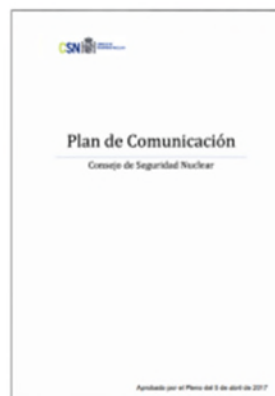 CSN
Plan de Comunicación
Consejo de Seguridad Nuclear
Aprobado por el Pleno del 5 de abril de 2017